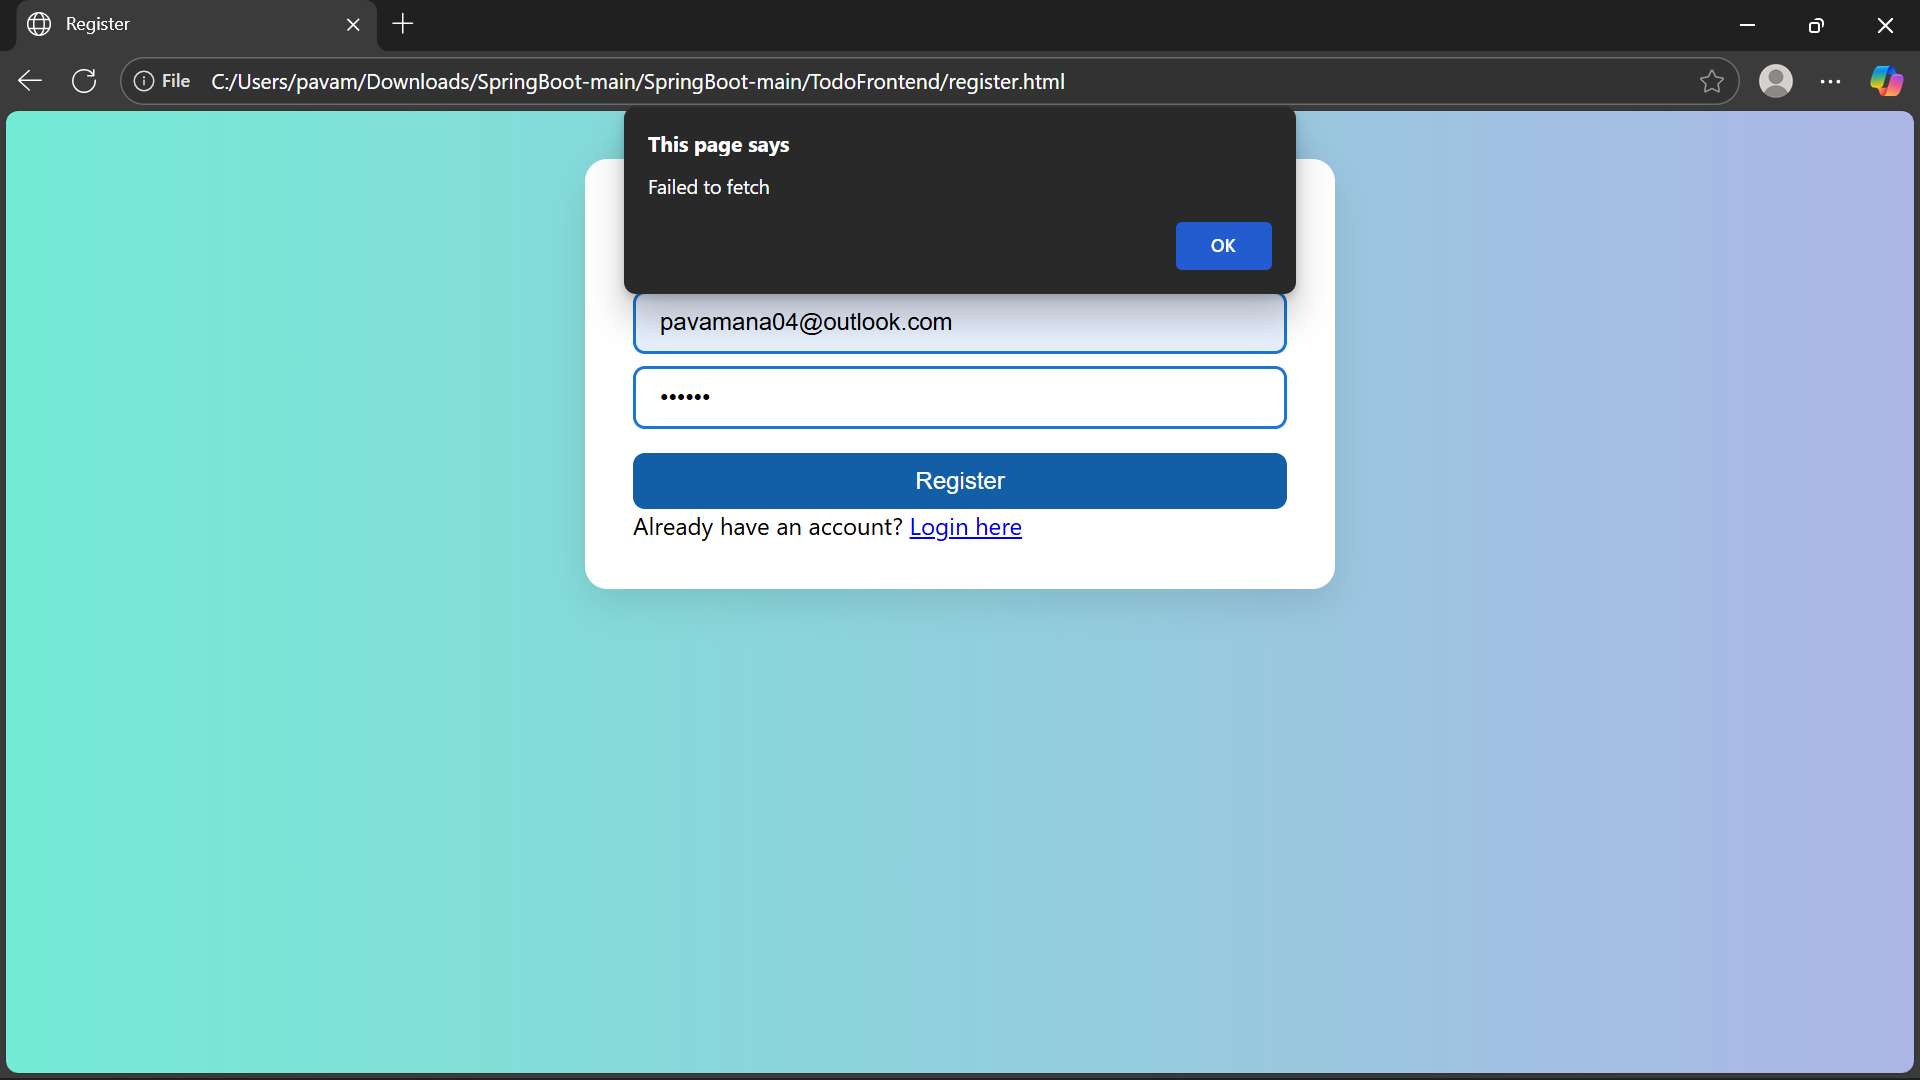 Register
File C:/Users/pavam/Downloads/SpringBoot-main/SpringBoot-main/TodoFrontend/register.html
This page says
Failed to fetch
OK
pavamana04@outlook.com
••••••
Register
Already have an account? Login here